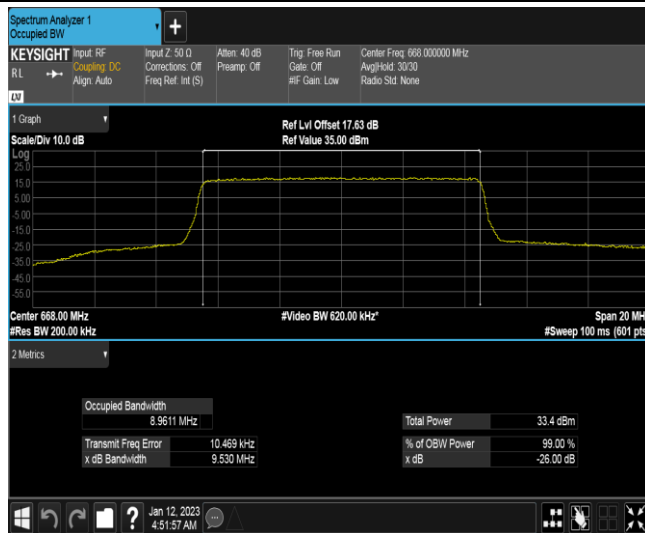 Spectrum Analyzer 1
Occupied BW
+
KEYSIGHT Input: RF Input Z: 50 Ω Atten: 40 dB Trig: Free Run Center Freq: 668.000000 MHz
RL Coupling: DC Corrections: Off Preamp: Off Gate: Off Avg|Hold: 30/30
Align: Auto Freq Ref: Int (S) #IF Gain: Low Radio Std: None
LXI
1 Graph
Ref Lvl Offset 17.63 dB
Scale/Div 10.0 dB Ref Value 35.00 dBm
Log
25.0
15.0
5.00
-5.00
-15.0
-25.0
-35.0
-45.0
-55.0
Center 668.00 MHz #Video BW 620.00 kHz* Span 20 MH
#Res BW 200.00 kHz #Sweep 100 ms (601 pts
2 Metrics
Occupied Bandwidth
8.9611 MHz Total Power 33.4 dBm
Transmit Freq Error 10.469 kHz % of OBW Power 99.00 %
x dB Bandwidth 9.530 MHz x dB -26.00 dB
? Jan 12, 2023
4:51:57 AM